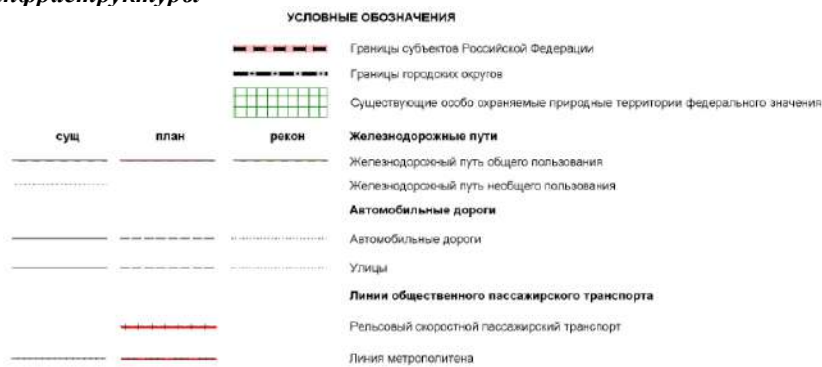 УСЛОВНЫЕ ОБОЗНАЧЕНИЯ
Границы субъектов Российской Федерации
Границы городских округов
Существующие особо охраняемые природные территории федерального значения
сущ план рекон Железнодорожные пути
Железнодорожный путь общего пользования
Железнодорожный путь необщего пользования
Автомобильные дороги
Автомобильные дороги
Улицы
Линии общественного пассажирского транспорта
Рельсовый скоростной пассажирский транспорт
Линия метрополитена